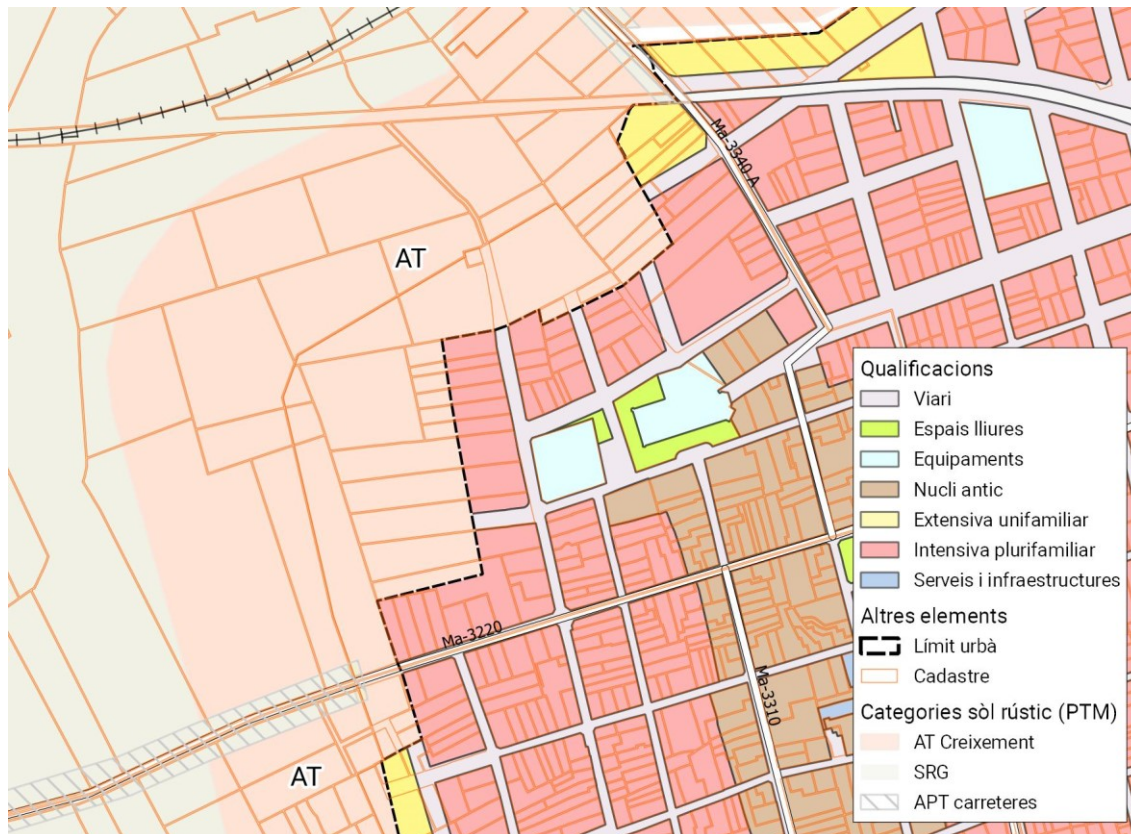 Ma-3340-A
AT
Ma-3220
Ma-3310
AT
Qualificacions
Viari
Espais lliures
Equipaments
Nucli antic
Extensiva unifamiliar
Intensiva plurifamiliar
Serveis i infraestructures
Altres elements
Límit urbà
Cadastre
Categories sòl rústic (PTM)
AT Creixement
SRG
APT carreteres